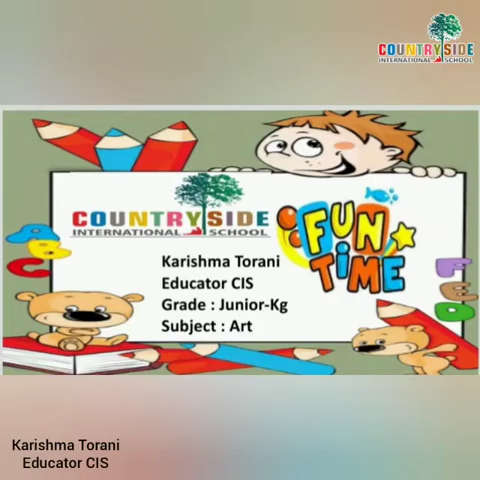 COUNTRYSIDE
INTERNATIONAL SCHOOL
COUNTRYSIDE
INTERNATIONAL SCHOOL
FUN
TiME
Karishma Torani
Educator CIS
Grade : Junior-Kg
Subject : Art
A
B
C
F
E
D
Karishma Torani
Educator CIS